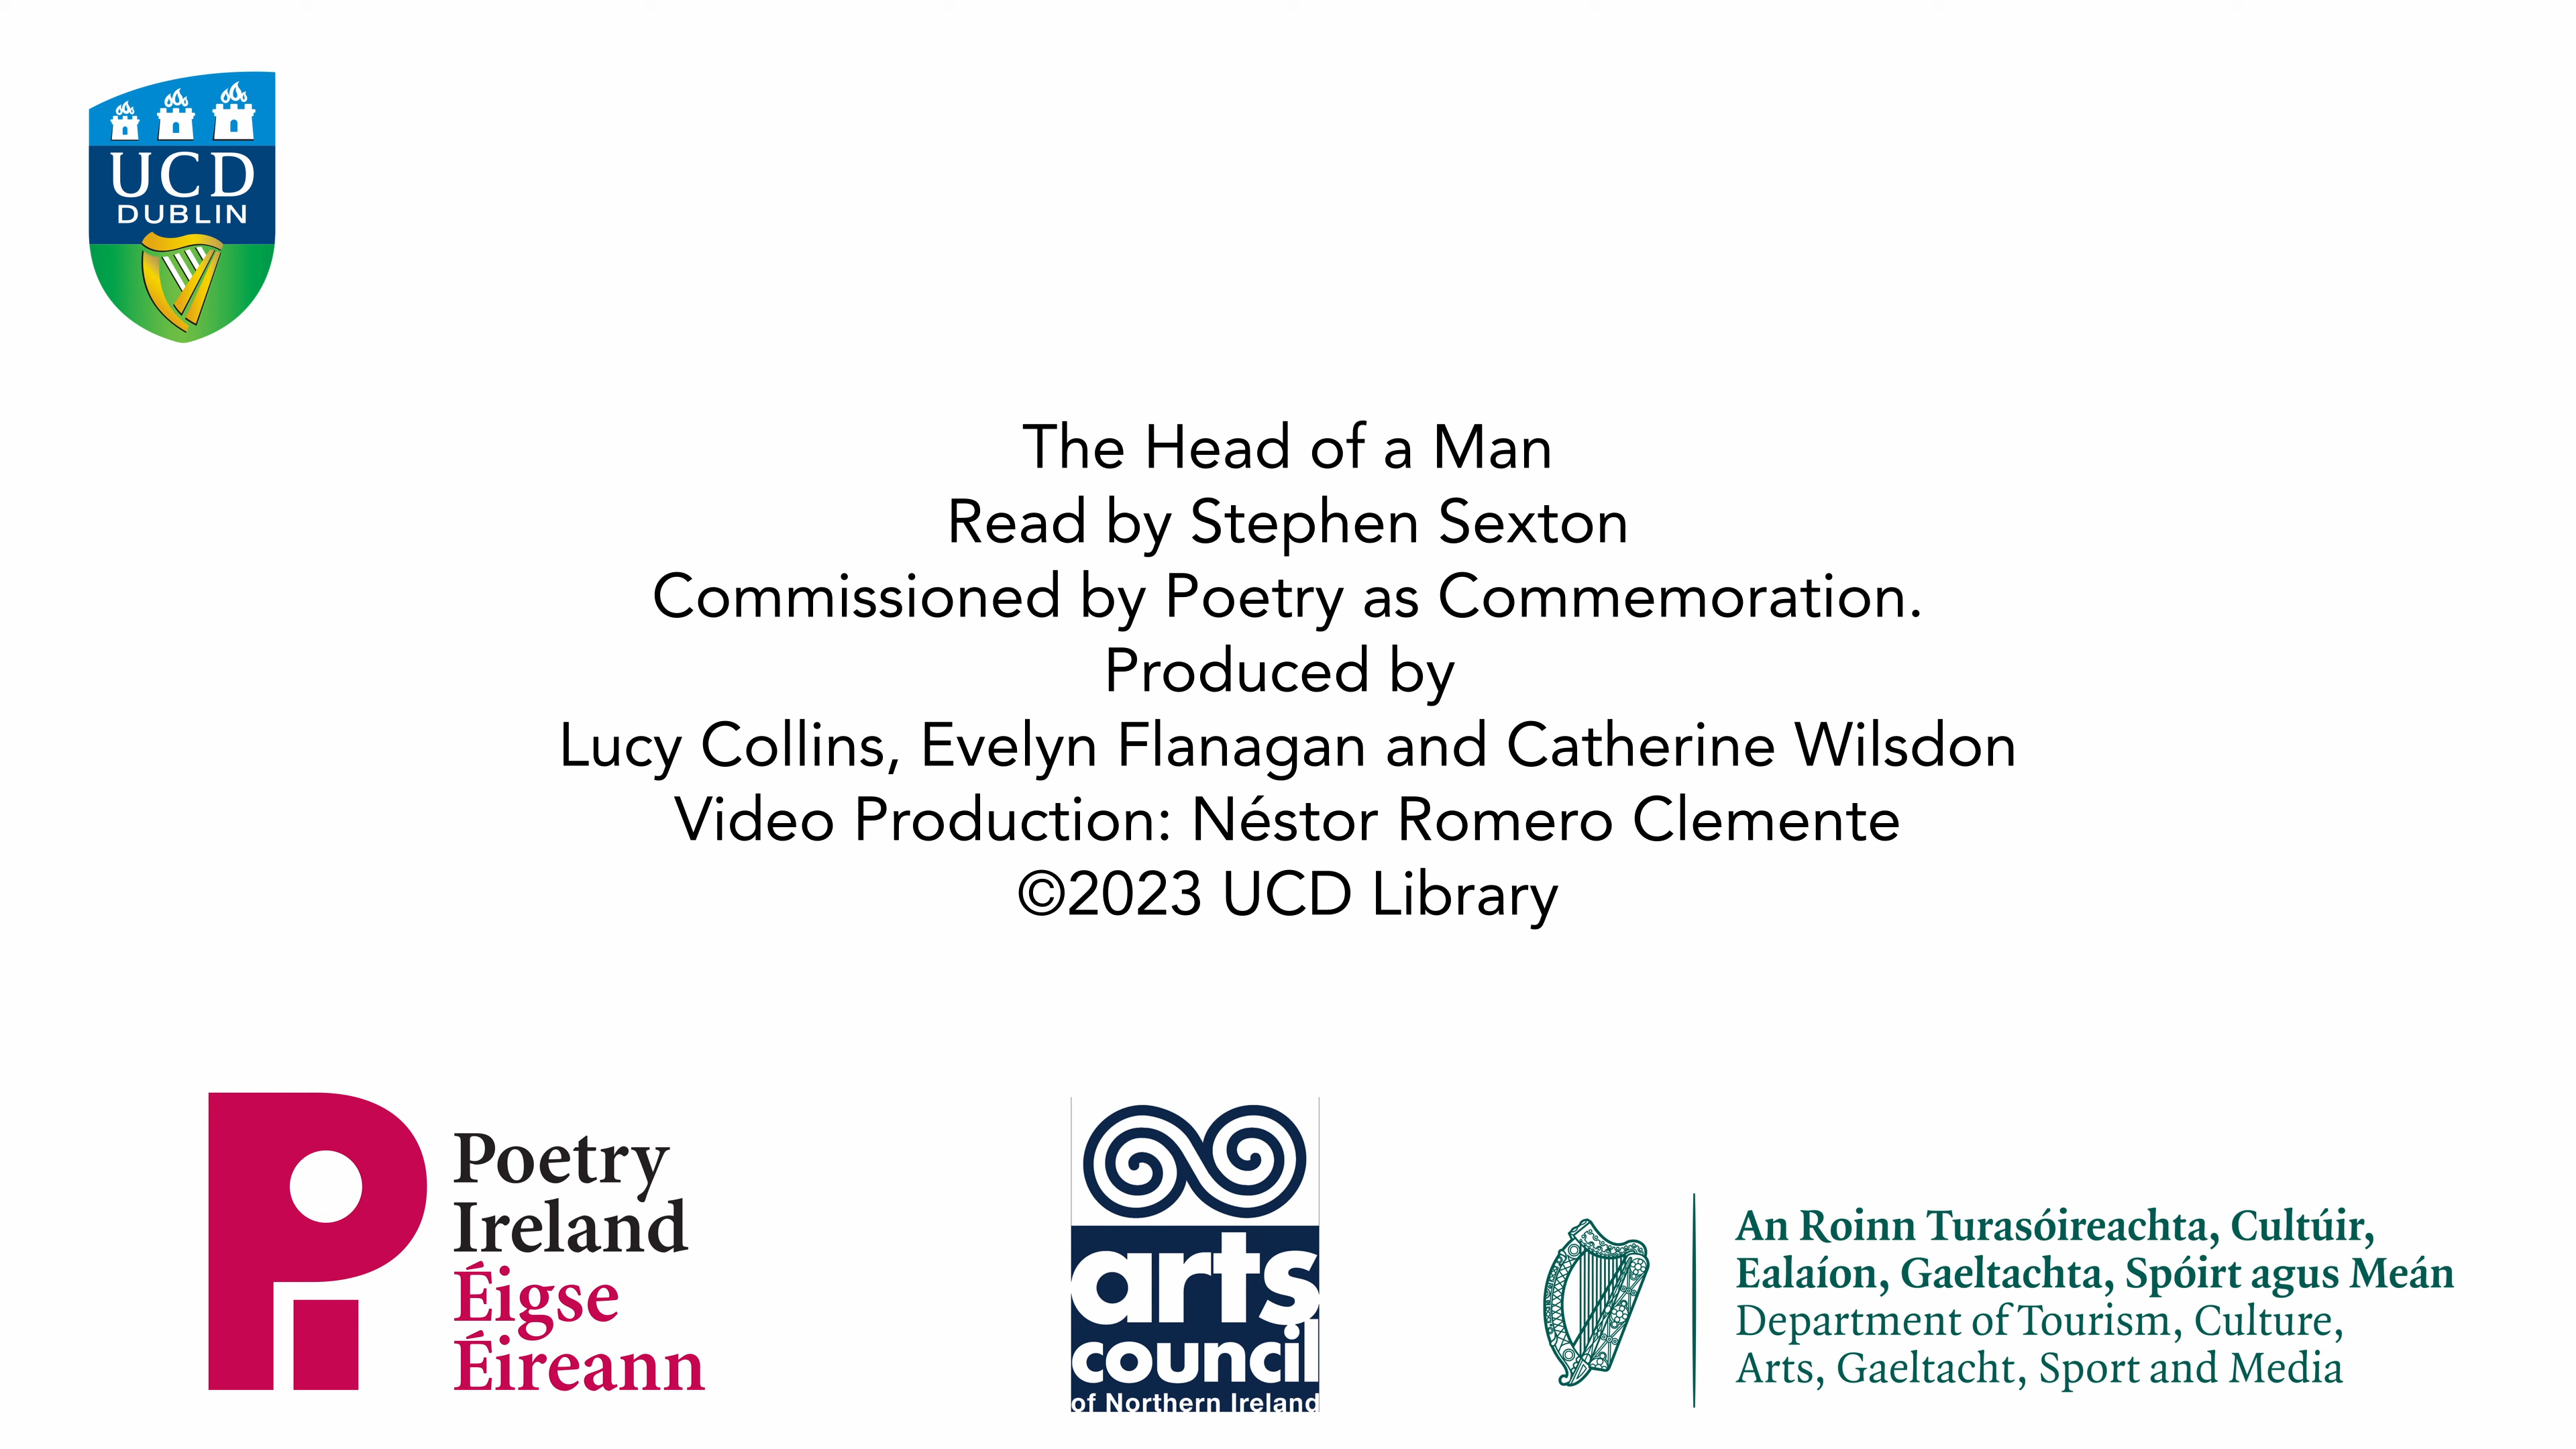 UCD
DUBLIN
The Head of a Man
Read by Stephen Sexton
Commissioned by Poetry as Commemoration.
Produced by
Lucy Collins, Evelyn Flanagan and Catherine Wilsdon
Video Production: Néstor Romero Clemente
©2023 UCD Library
Poetry
Ireland
Éigse
Éireann
arts
council
of Northern Ireland
An Roinn Turasóireachta, Cultúir,
Ealaíon, Gaeltachta, Spóirt agus Meán
Department of Tourism, Culture,
Arts, Gaeltacht, Sport and Media